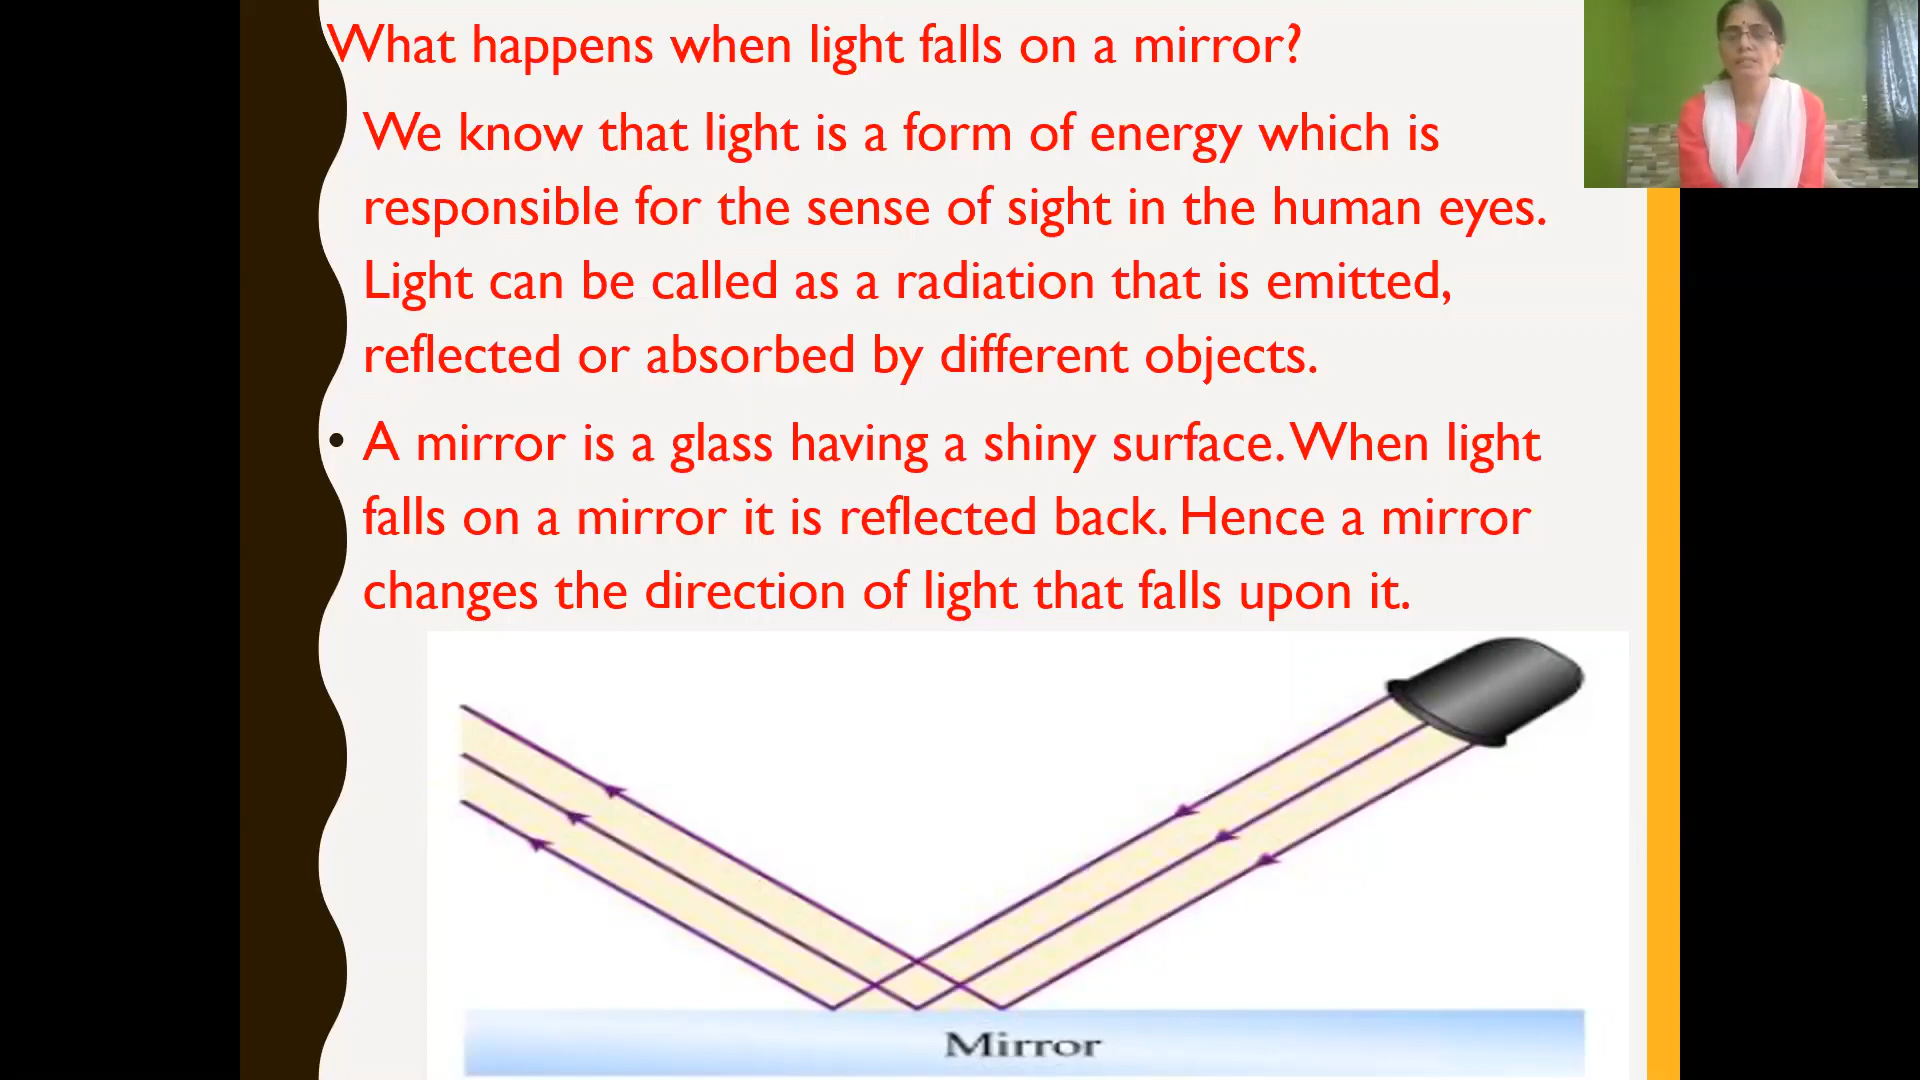 What happens when light falls on a mirror?
We know that light is a form of energy which is
responsible for the sense of sight in the human eyes.
Light can be called as a radiation that is emitted,
reflected or absorbed by different objects.
• A mirror is a glass having a shiny surface. When light
falls on a mirror it is reflected back. Hence a mirror
changes the direction of light that falls upon it.
Mirror